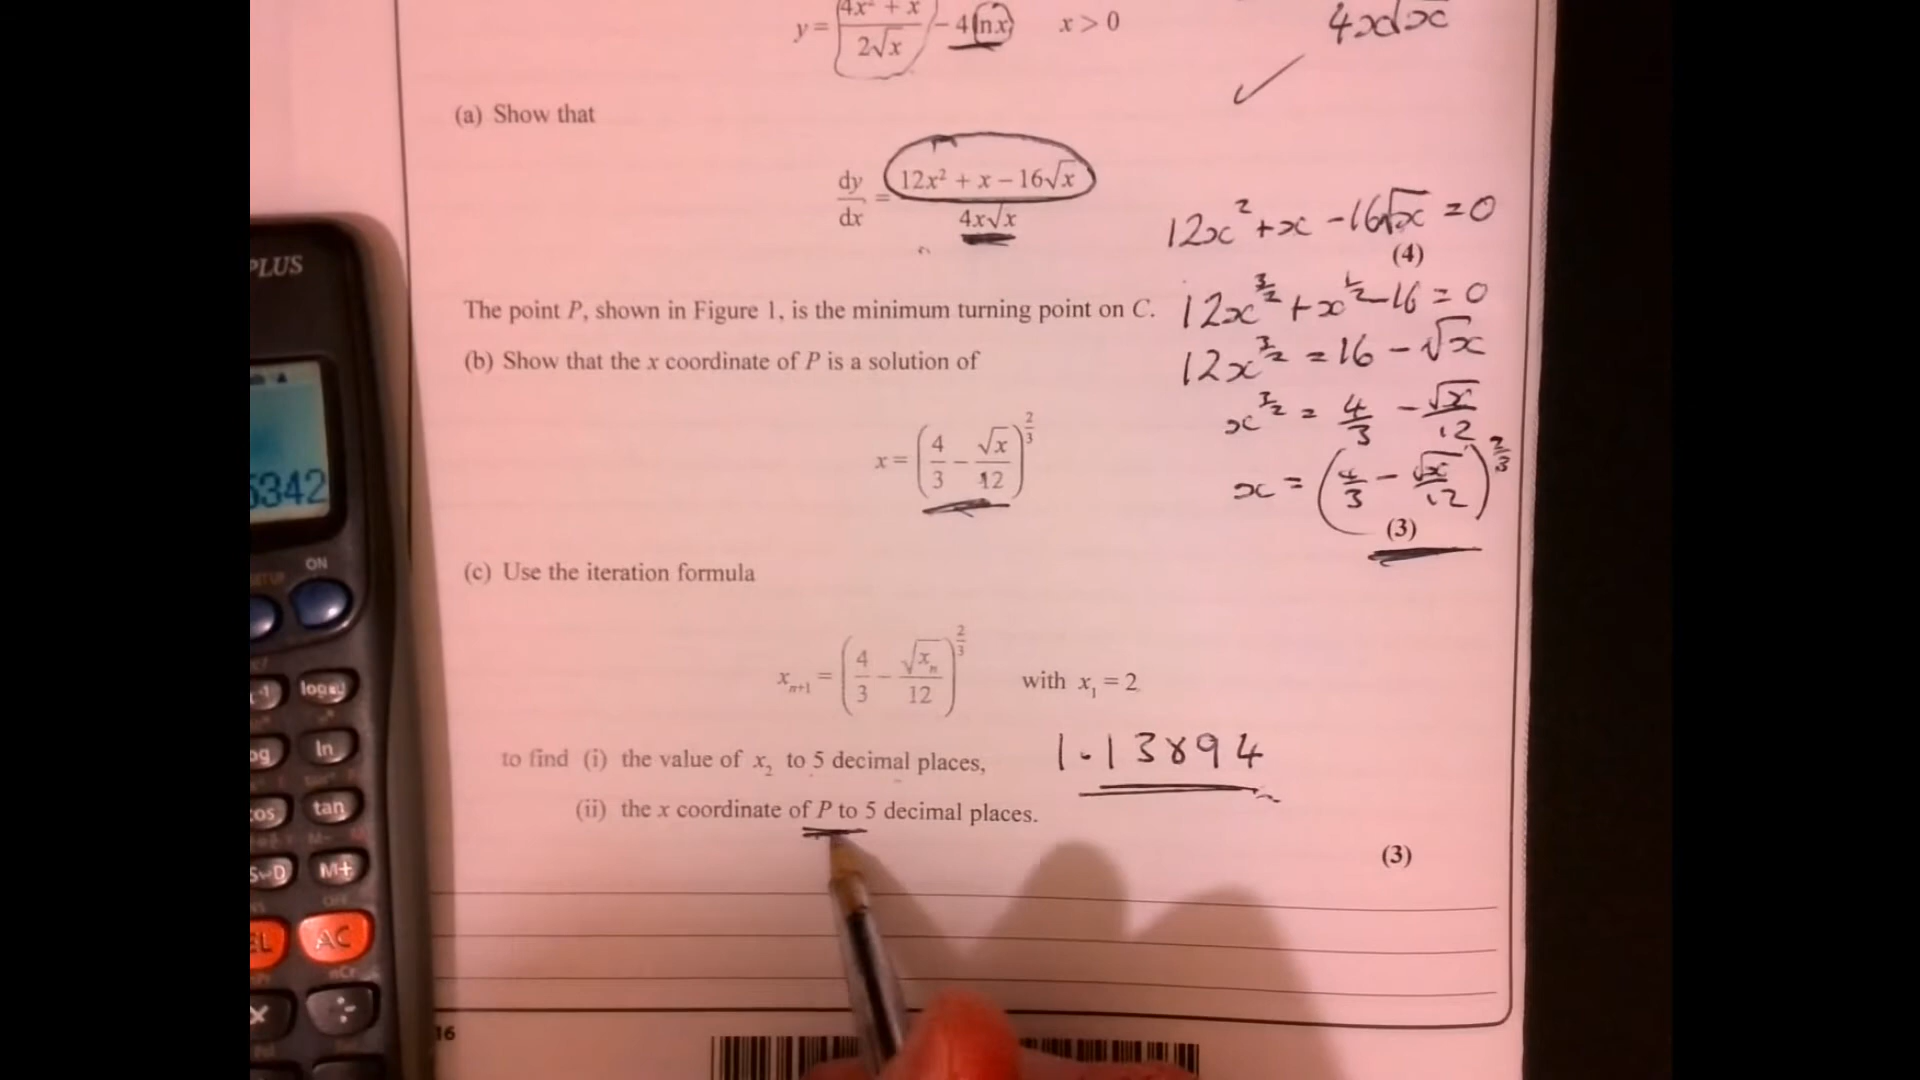 y = 4x² + x / 2√x − 4 ln x x > 0
4x√x
(a) Show that
dy/dx = 12x² + x − 16√x / 4x√x
12x² + x − 16√x = 0
(4)
PLUS
The point P, shown in Figure 1, is the minimum turning point on C.
12x^3/2 + x^1/2 − 16 = 0
(b) Show that the x coordinate of P is a solution of
12x^3/2 = 16 − √x
x^3/2 = 4/3 − √x/12
x = (4/3 − √x/12)^2/3
x = (4/3 − √x/12)^2/3
5342
(3)
ON
(c) Use the iteration formula
x_{n+1} = (4/3 − √x_n/12)^2/3 with x₁ = 2
to find (i) the value of x₂ to 5 decimal places,
1.13894
(ii) the x coordinate of P to 5 decimal places.
(3)
ln
tan
S⇔D M+
AC
nCr
× ÷
16